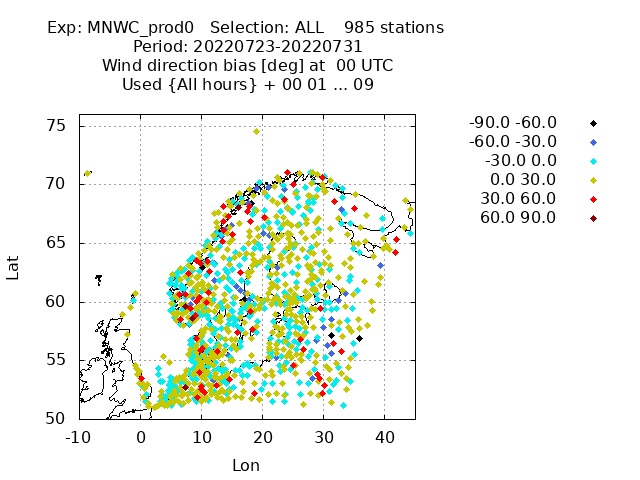 Exp: MNWC_prod0   Selection: ALL    985 stations
Period: 20220723-20220731
Wind direction bias [deg] at  00 UTC
Used {All hours} + 00 01 ... 09
-90.0 -60.0
-60.0 -30.0
-30.0 0.0
0.0 30.0
30.0 60.0
60.0 90.0
75
70
65
60
55
50
Lat
-10 0 10 20 30 40
Lon